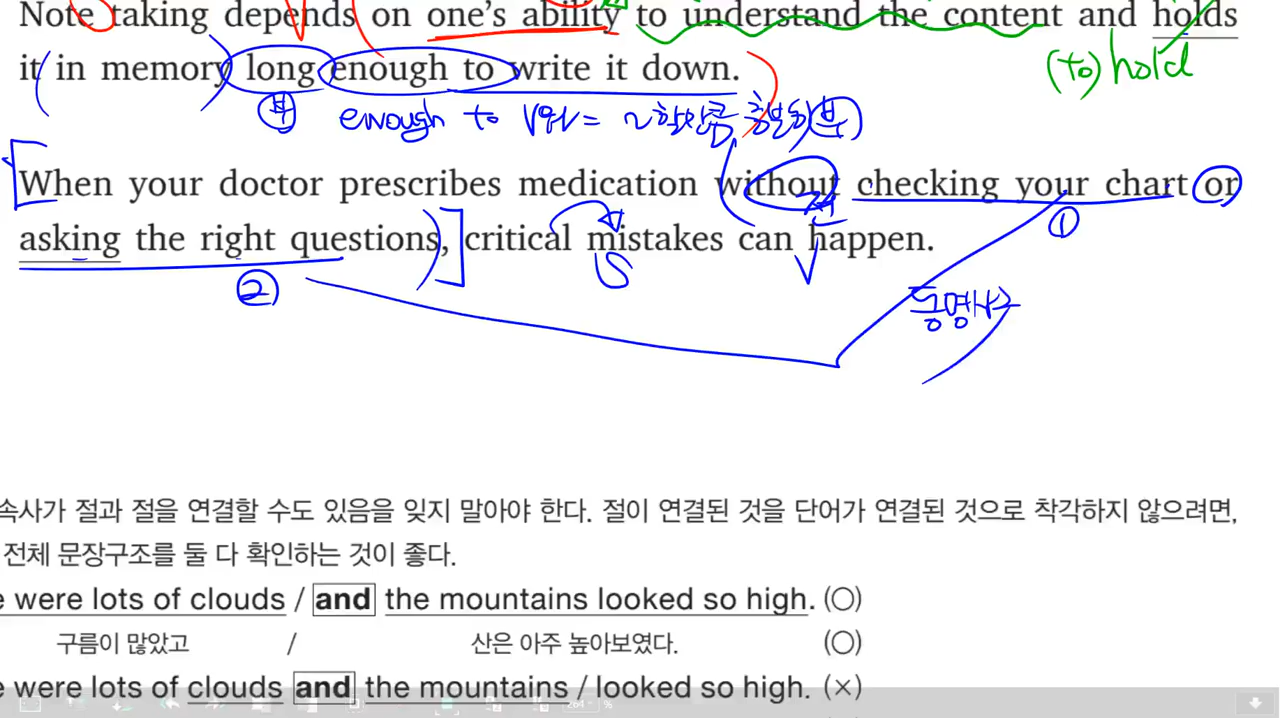 Note taking depends on one's ability to understand the content and holds
it in memory long enough to write it down.
(to) hold
부 enough to V원V = ~할만큼 충분히 부
When your doctor prescribes medication without checking your chart or
전
①
asking the right questions, critical mistakes can happen.
S V
②
동명사구
속사가 절과 절을 연결할 수도 있음을 잊지 말아야 한다. 절이 연결된 것을 단어가 연결된 것으로 착각하지 않으려면,
전체 문장구조를 둘 다 확인하는 것이 좋다.
e were lots of clouds / and the mountains looked so high. (○)
구름이 많았고 / 산은 아주 높아보였다. (○)
e were lots of clouds and the mountains / looked so high. (×)